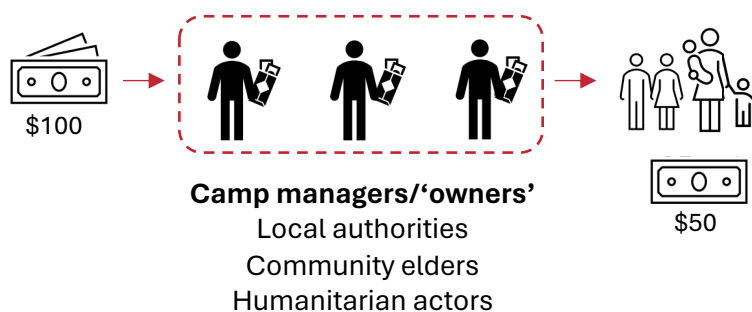 $100
Camp managers/‘owners’
Local authorities
Community elders
Humanitarian actors
$50